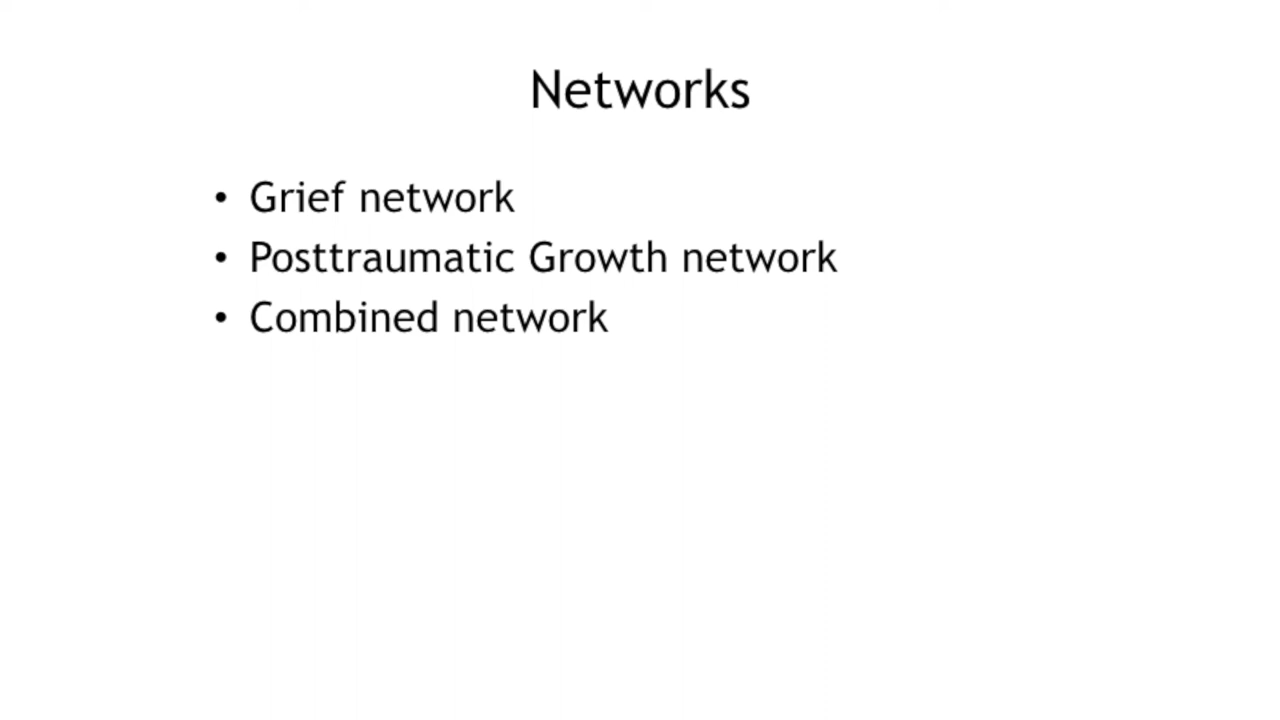 Networks
• Grief network
• Posttraumatic Growth network
• Combined network